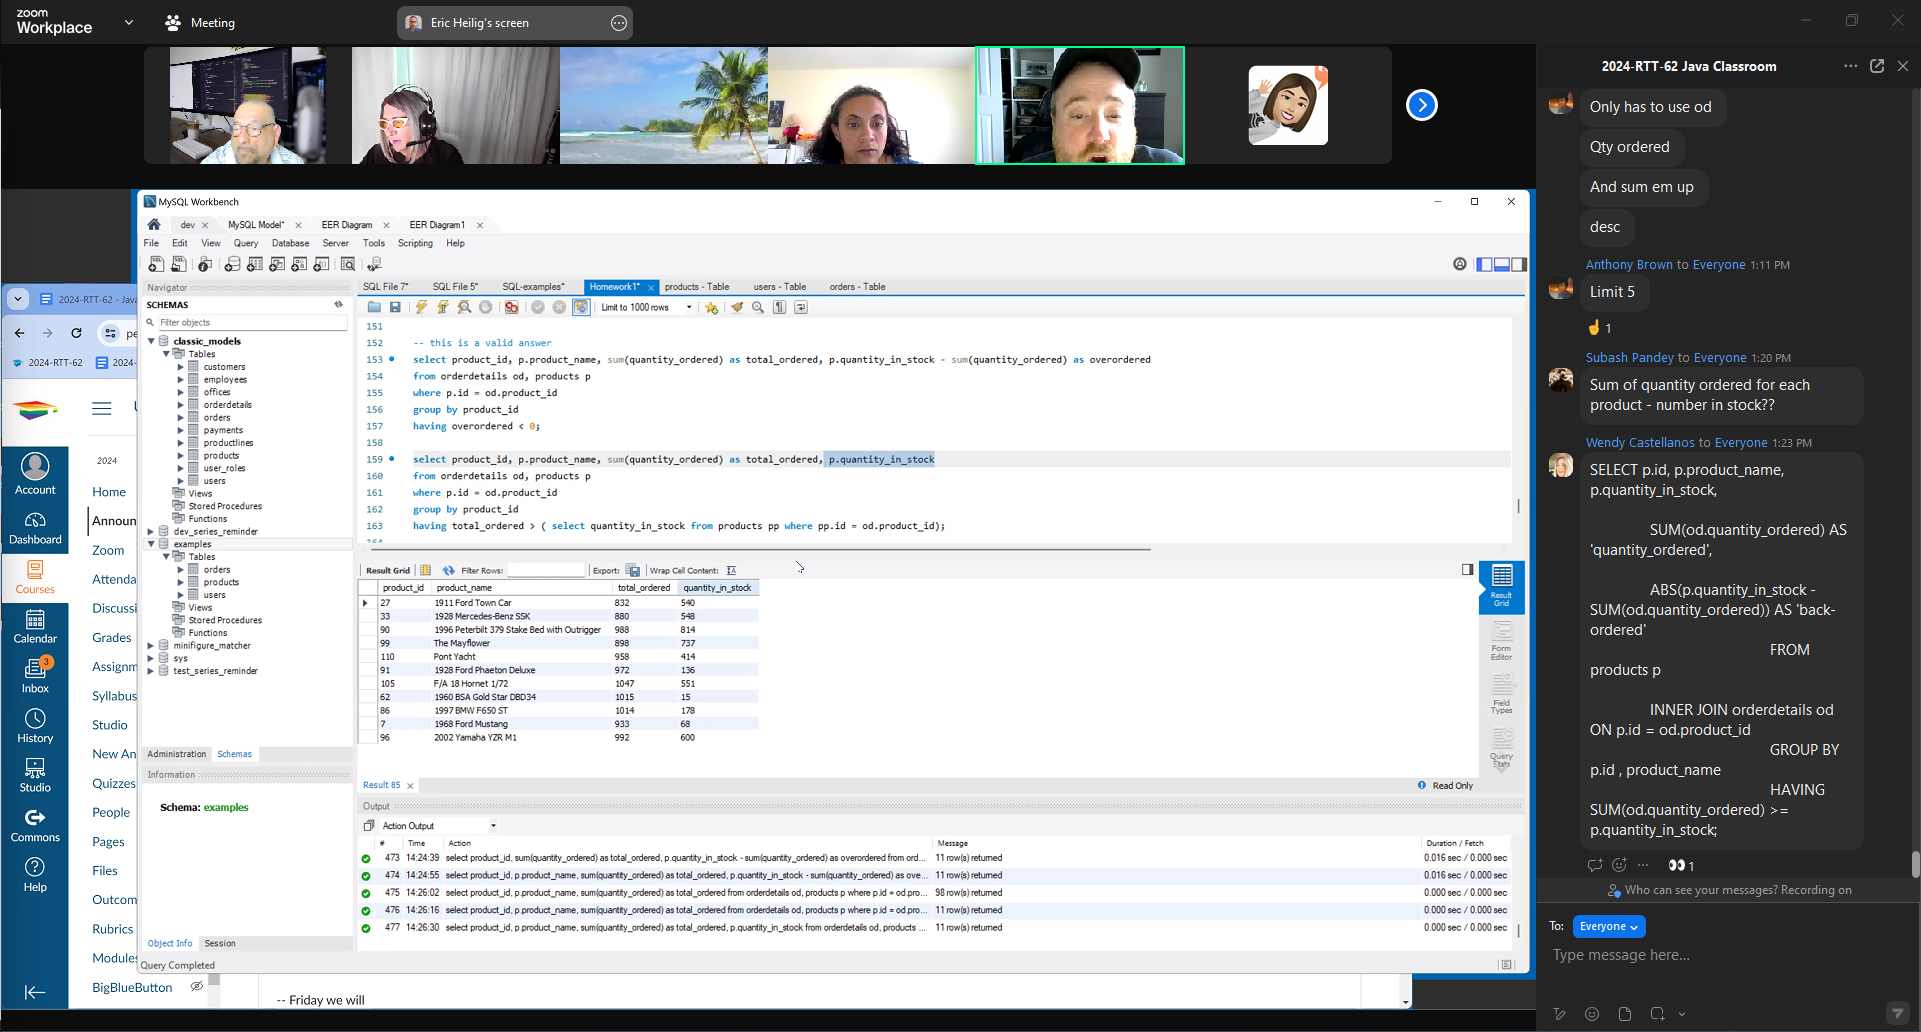 zoom
Workplace
Meeting
Eric Heilig's screen
2024-RTT-62 Java Classroom
Only has to use od
Qty ordered
And sum em up
desc
Anthony Brown to Everyone 1:11 PM
Limit 5
1
Subash Pandey to Everyone 1:20 PM
Sum of quantity ordered for each
product - number in stock??
Wendy Castellanos to Everyone 1:23 PM
SELECT p.id, p.product_name,
p.quantity_in_stock,
SUM(od.quantity_ordered) AS
'quantity_ordered',
ABS(p.quantity_in_stock -
SUM(od.quantity_ordered)) AS 'back-
ordered'
FROM
products p
INNER JOIN orderdetails od
ON p.id = od.product_id
GROUP BY
p.id , product_name
HAVING
SUM(od.quantity_ordered) >=
p.quantity_in_stock;
1
Who can see your messages? Recording on
To: Everyone
Type message here...
MySQL Workbench
dev
MySQL Model*
EER Diagram
EER Diagram1
File Edit View Query Database Server Tools Scripting Help
Navigator
SCHEMAS
Filter objects
classic_models
Tables
customers
employees
offices
orderdetails
orders
payments
productlines
products
user_roles
users
Views
Stored Procedures
Functions
dev_series_reminder
examples
Tables
orders
products
users
Views
Stored Procedures
Functions
minifigure_matcher
sys
test_series_reminder
Administration Schemas
Information
Schema: examples
Object Info Session
Query Completed
SQL File 7* SQL File 5* SQL-examples* Homework1* products - Table users - Table orders - Table
Limit to 1000 rows
151
152 -- this is a valid answer
153 select product_id, p.product_name, sum(quantity_ordered) as total_ordered, p.quantity_in_stock - sum(quantity_ordered) as overordered
154 from orderdetails od, products p
155 where p.id = od.product_id
156 group by product_id
157 having overordered < 0;
158
159 select product_id, p.product_name, sum(quantity_ordered) as total_ordered, p.quantity_in_stock
160 from orderdetails od, products p
161 where p.id = od.product_id
162 group by product_id
163 having total_ordered > ( select quantity_in_stock from products pp where pp.id = od.product_id);
164
Result Grid Filter Rows: Export: Wrap Cell Content:
product_id product_name total_ordered quantity_in_stock
27 1911 Ford Town Car 832 540
33 1928 Mercedes-Benz SSK 880 548
90 1996 Peterbilt 379 Stake Bed with Outrigger 988 814
99 The Mayflower 898 737
110 Pont Yacht 958 414
91 1928 Ford Phaeton Deluxe 972 136
105 F/A 18 Hornet 1/72 1047 551
62 1960 BSA Gold Star DBD34 1015 15
86 1997 BMW F650 ST 1014 178
7 1968 Ford Mustang 933 68
96 2002 Yamaha YZR M1 992 600
Result Grid
Form Editor
Field Types
Query Stats
Result 85
Read Only
Output
Action Output
# Time Action Message Duration / Fetch
473 14:24:39 select product_id, sum(quantity_ordered) as total_ordered, p.quantity_in_stock - sum(quantity_ordered) as overordered from ord... 11 row(s) returned 0.016 sec / 0.000 sec
474 14:24:55 select product_id, p.product_name, sum(quantity_ordered) as total_ordered, p.quantity_in_stock - sum(quantity_ordered) as ove... 11 row(s) returned 0.016 sec / 0.000 sec
475 14:26:02 select product_id, p.product_name, sum(quantity_ordered) as total_ordered from orderdetails od, products p where p.id = od.pro... 98 row(s) returned 0.000 sec / 0.000 sec
476 14:26:16 select product_id, p.product_name, sum(quantity_ordered) as total_ordered from orderdetails od, products p where p.id = od.pro... 11 row(s) returned 0.000 sec / 0.000 sec
477 14:26:30 select product_id, p.product_name, sum(quantity_ordered) as total_ordered, p.quantity_in_stock from orderdetails od, products ... 11 row(s) returned 0.000 sec / 0.000 sec
2024-RTT-62 - Jav
pe
2024-RTT-62 2024-
2024
Account
Dashboard
Courses
Calendar
3
Inbox
History
Studio
Commons
Help
Home
Announ
Zoom
Attenda
Discussi
Grades
Assignm
Syllabus
Studio
New An
Quizzes
People
Pages
Files
Outcom
Rubrics
Modules
BigBlueButton
-- Friday we will